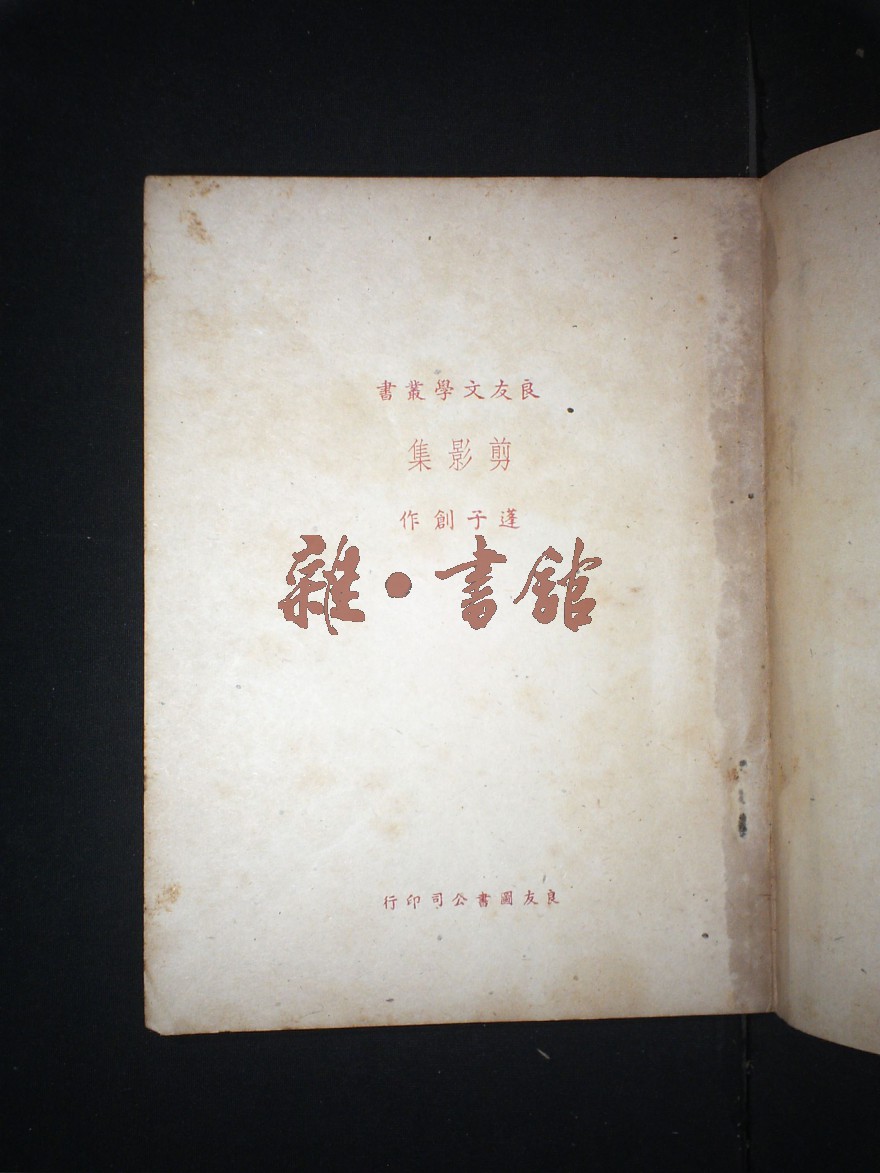 良友文學叢書
剪影集
蓬子創作
雜·書館
良友圖書公司印行